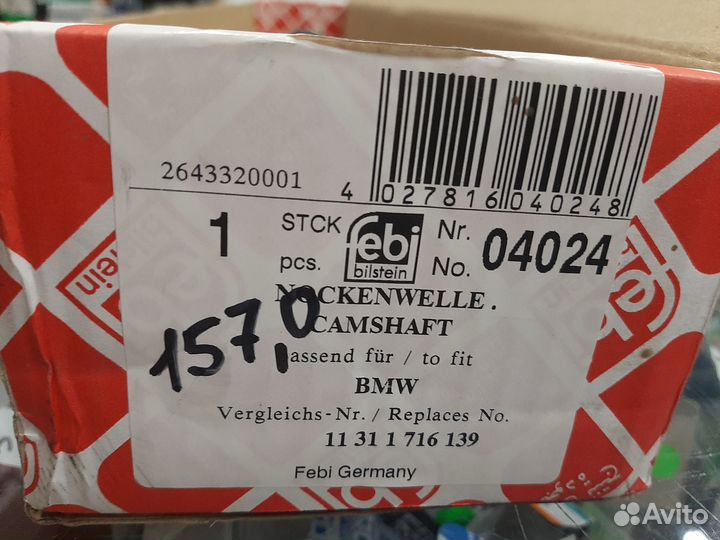 2643320001
4 027816 040248
1 STCK pcs. febi bilstein Nr. No. 04024
NOCKENWELLE.
CAMSHAFT
157,0
passend für / to fit
BMW
Vergleichs-Nr. / Replaces No.
11 31 1 716 139
Febi Germany
Avito